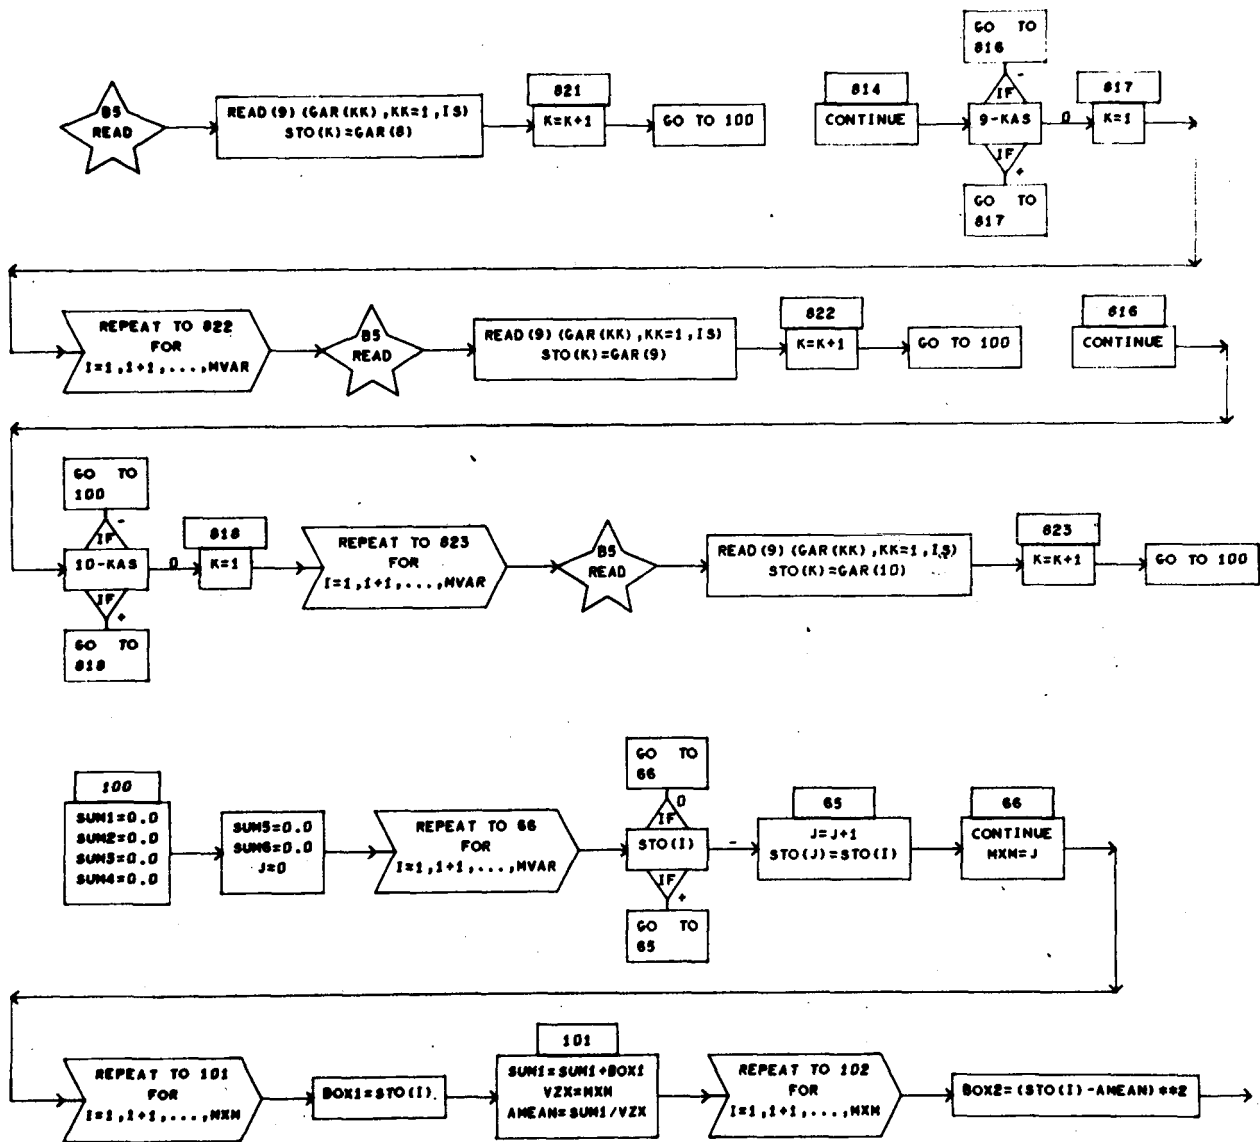 B5
READ
READ(9)(GAR(KK),KK=1,IS)
STO(K)=GAR(8)
821
K=K+1
GO TO 100
814
CONTINUE
GO TO
816
-
IF
9-KAS
0
IF
+
GO TO
817
817
K=1
REPEAT TO 822
FOR
I=1,1+1,...,MVAR
B5
READ
READ(9)(GAR(KK),KK=1,IS)
STO(K)=GAR(9)
822
K=K+1
GO TO 100
816
CONTINUE
GO TO
100
-
IF
10-KAS
0
IF
+
GO TO
818
818
K=1
REPEAT TO 823
FOR
I=1,1+1,...,MVAR
B5
READ
READ(9)(GAR(KK),KK=1,IS)
STO(K)=GAR(10)
823
K=K+1
GO TO 100
100
SUM1=0.0
SUM2=0.0
SUM3=0.0
SUM4=0.0
SUM5=0.0
SUM6=0.0
J=0
REPEAT TO 66
FOR
I=1,1+1,...,MVAR
GO TO
66
0
IF
STO(I)
-
IF
+
GO TO
65
65
J=J+1
STO(J)=STO(I)
66
CONTINUE
MXM=J
REPEAT TO 101
FOR
I=1,1+1,...,MXM
BOX1=STO(I)
101
SUM1=SUM1+BOX1
VZX=MXM
AMEAN=SUM1/VZX
REPEAT TO 102
FOR
I=1,1+1,...,MXM
BOX2=(STO(I)-AMEAN)**2